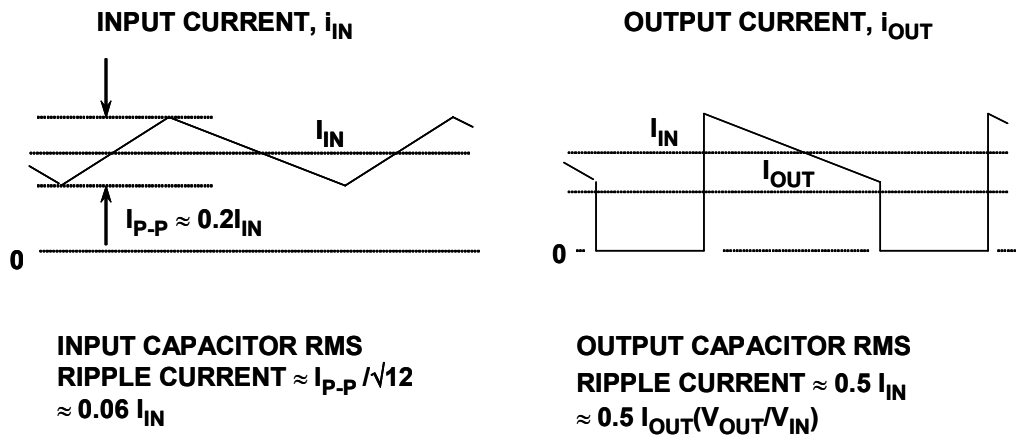 INPUT CURRENT, iIN
OUTPUT CURRENT, iOUT
IIN
IP-P ≈ 0.2IIN
0
IIN
IOUT
0
INPUT CAPACITOR RMS
RIPPLE CURRENT ≈ IP-P /√12
≈ 0.06 IIN
OUTPUT CAPACITOR RMS
RIPPLE CURRENT ≈ 0.5 IIN
≈ 0.5 IOUT(VOUT/VIN)